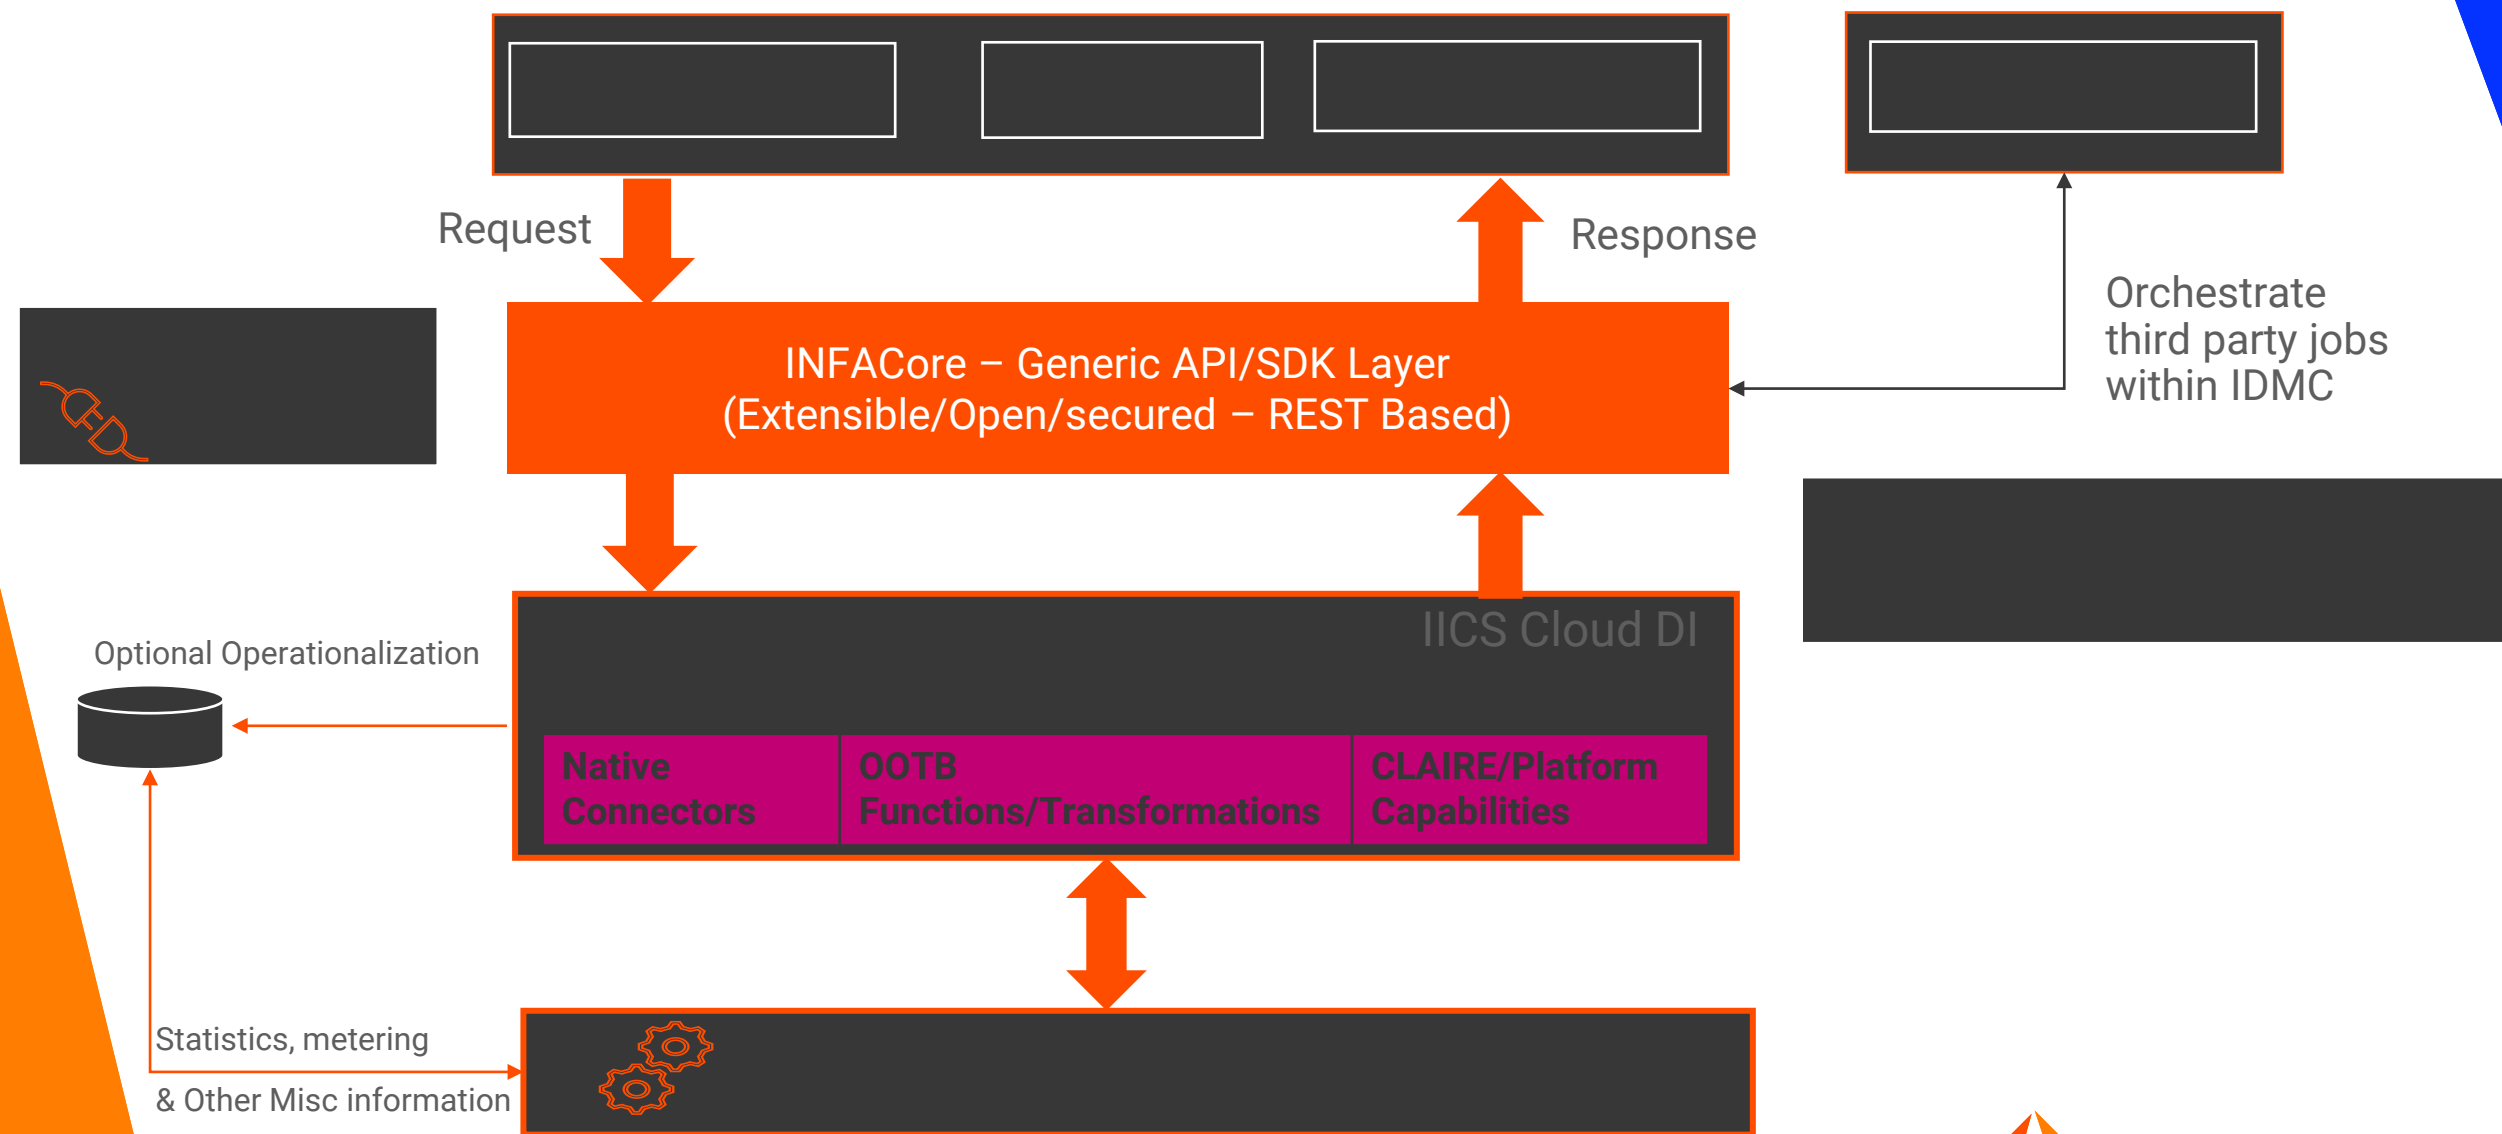 Request
Response
Orchestrate
third party jobs
within IDMC
INFACore – Generic API/SDK Layer
(Extensible/Open/secured – REST Based)
IICS Cloud DI
Optional Operationalization
Native
Connectors
OOTB
Functions/Transformations
CLAIRE/Platform
Capabilities
Statistics, metering
& Other Misc information